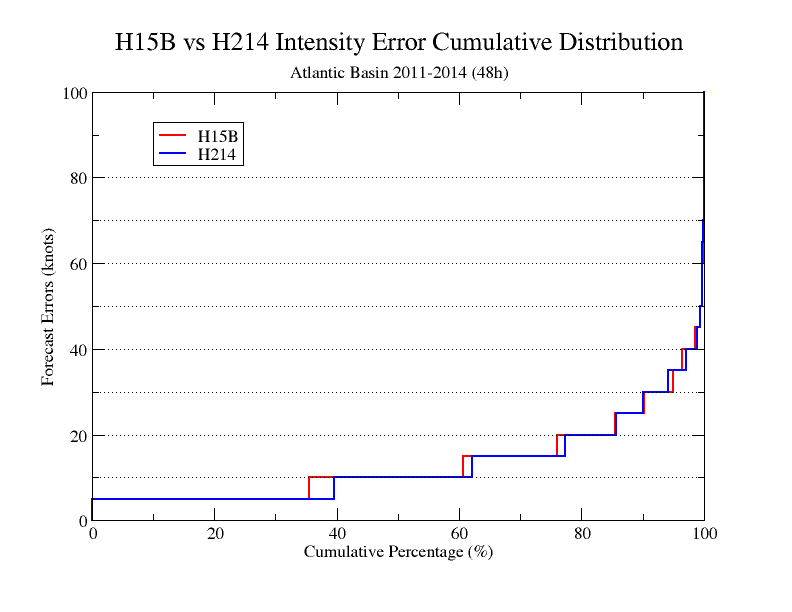 H15B vs H214 Intensity Error Cumulative Distribution
Atlantic Basin 2011-2014 (48h)
100
80
60
40
20
0
Forecast Errors (knots)
H15B
H214
0 20 40 60 80 100
Cumulative Percentage (%)